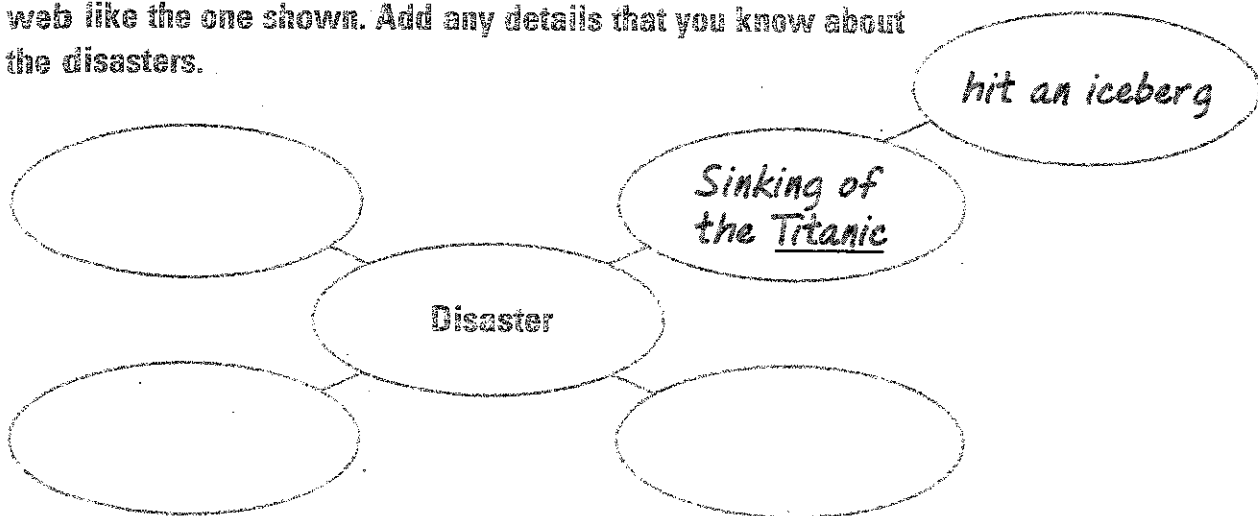 web like the one shown. Add any details that you know about
the disasters.
hit an iceberg
Sinking of
the Titanic
Disaster